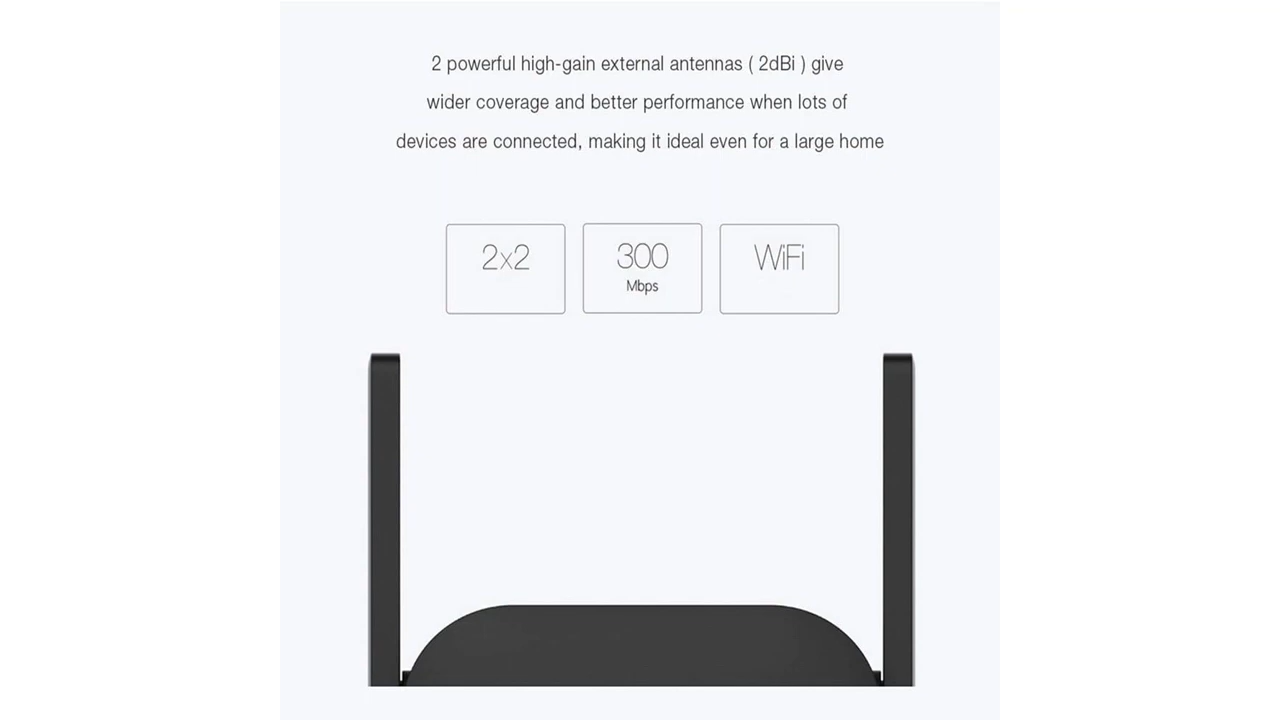 2 powerful high-gain external antennas ( 2dBi ) give
wider coverage and better performance when lots of
devices are connected, making it ideal even for a large home
2x2
300
Mbps
WiFi